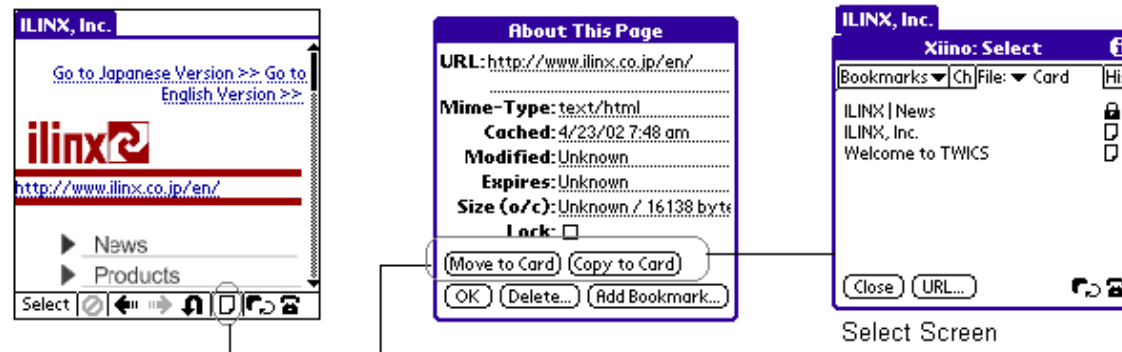 ILINX, Inc.
Go to Japanese Version >> Go to
English Version >>
ilinx
http://www.ilinx.co.jp/en/
News
Products
Select
About This Page
URL: http://www.ilinx.co.jp/en/
Mime-Type: text/html
Cached: 4/23/02 7:48 am
Modified: Unknown
Expires: Unknown
Size (o/c): Unknown / 16138 byte
Lock:
Move to Card Copy to Card
OK Delete... Add Bookmark...
ILINX, Inc.
Xiino: Select
Bookmarks Ch File: Card His
ILINX | News
ILINX, Inc.
Welcome to TWICS
Close URL...
Select Screen